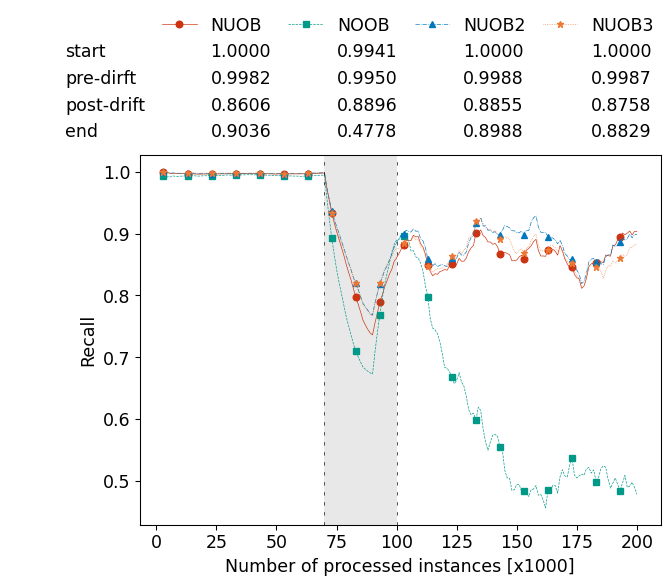 NUOB NOOB NUOB2 NUOB3
start 1.0000 0.9941 1.0000 1.0000
pre-dirft 0.9982 0.9950 0.9988 0.9987
post-drift 0.8606 0.8896 0.8855 0.8758
end 0.9036 0.4778 0.8988 0.8829
1.0
0.9
0.8
0.7
0.6
0.5
Recall
0 25 50 75 100 125 150 175 200
Number of processed instances [x1000]